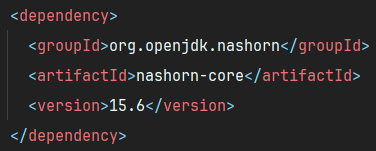 <dependency>
<groupId>org.openjdk.nashorn</groupId>
<artifactId>nashorn-core</artifactId>
<version>15.6</version>
</dependency>